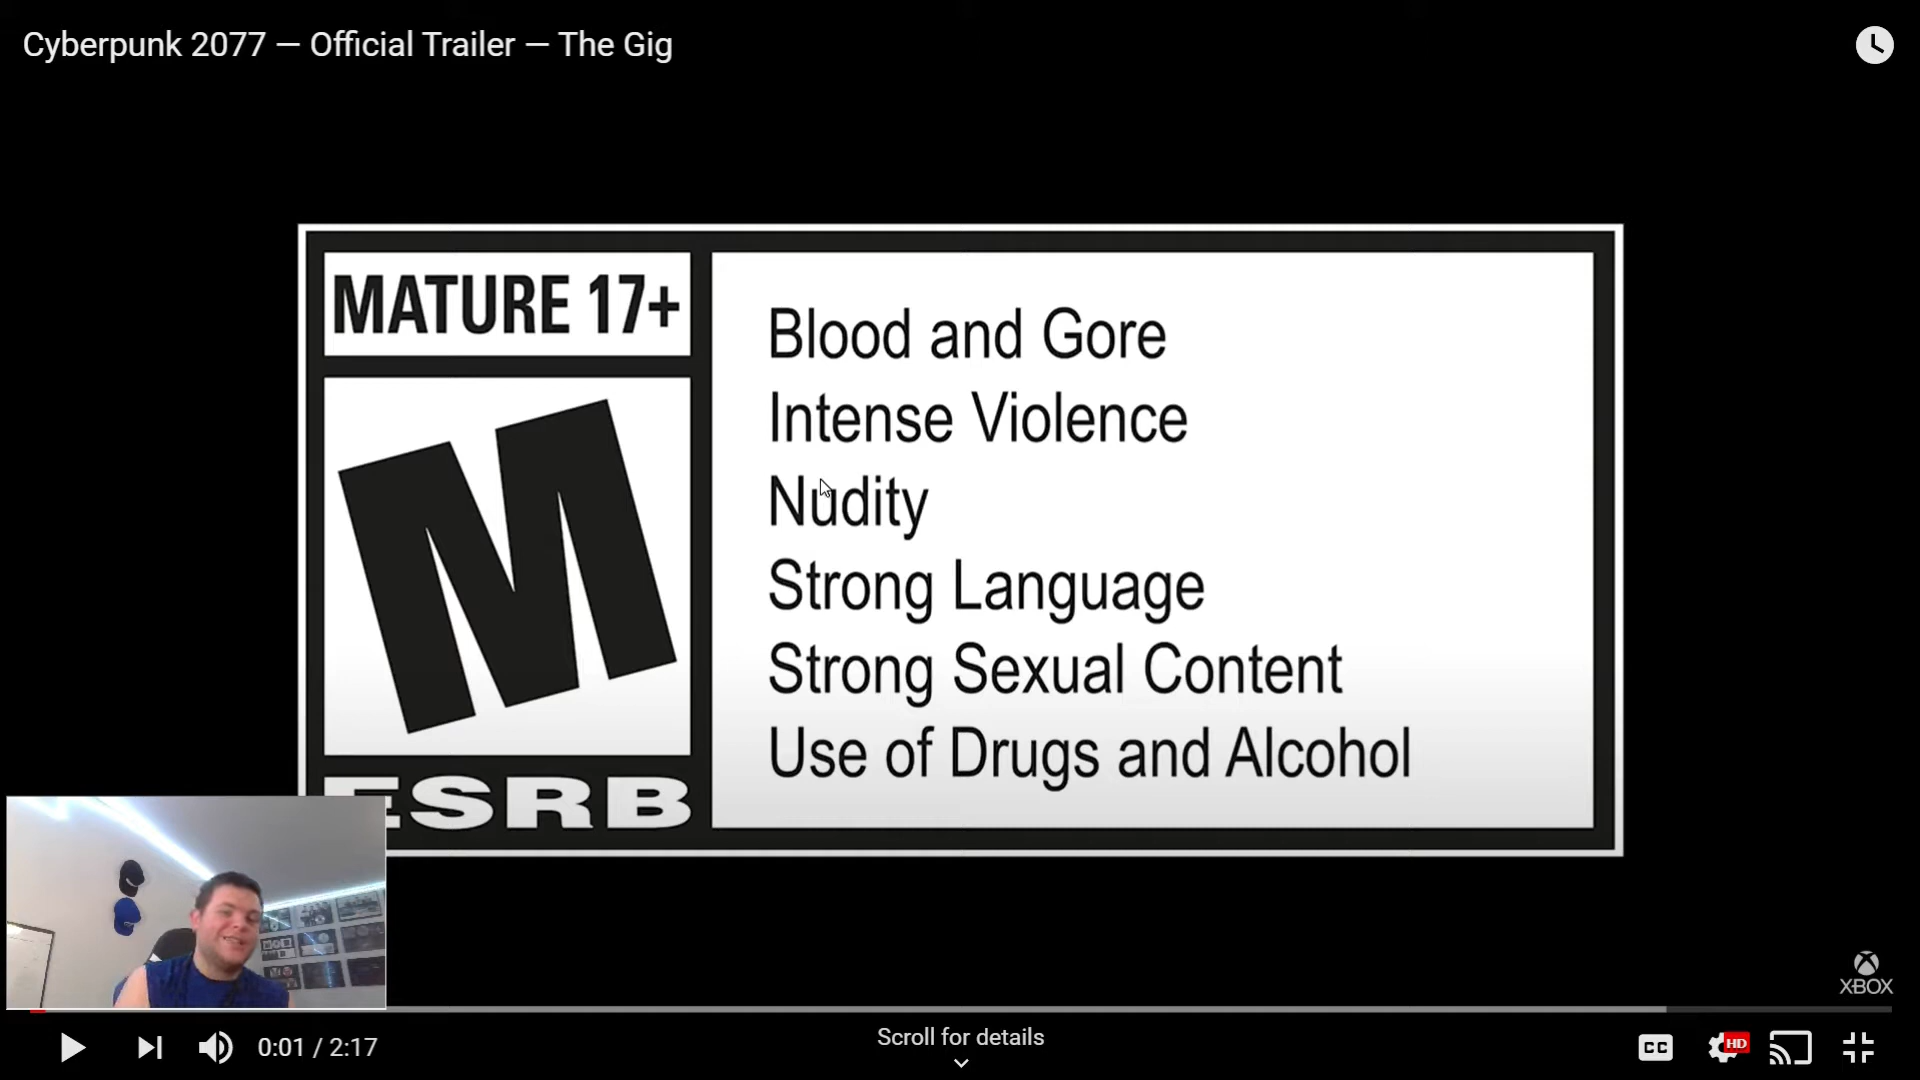 Cyberpunk 2077 — Official Trailer — The Gig
MATURE 17+
M
ESRB
Blood and Gore
Intense Violence
Nudity
Strong Language
Strong Sexual Content
Use of Drugs and Alcohol
XBOX
0:01 / 2:17
Scroll for details
CC
HD